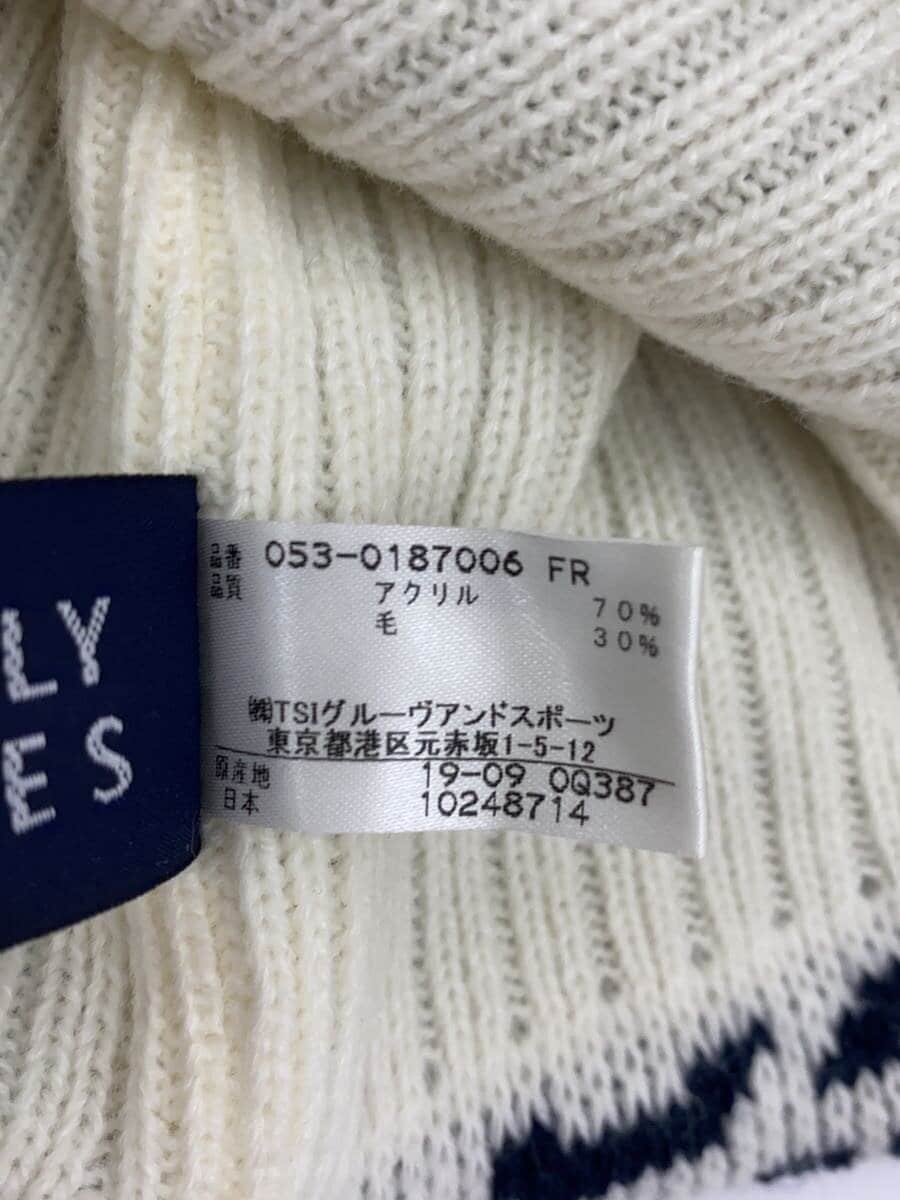 LY
ES
品番 053-0187006 FR
品質 アクリル 70%
毛 30%
㈱TSIグルーヴアンドスポーツ
東京都港区元赤坂1-5-12
原産地 19-09 0Q387
日本 10248714